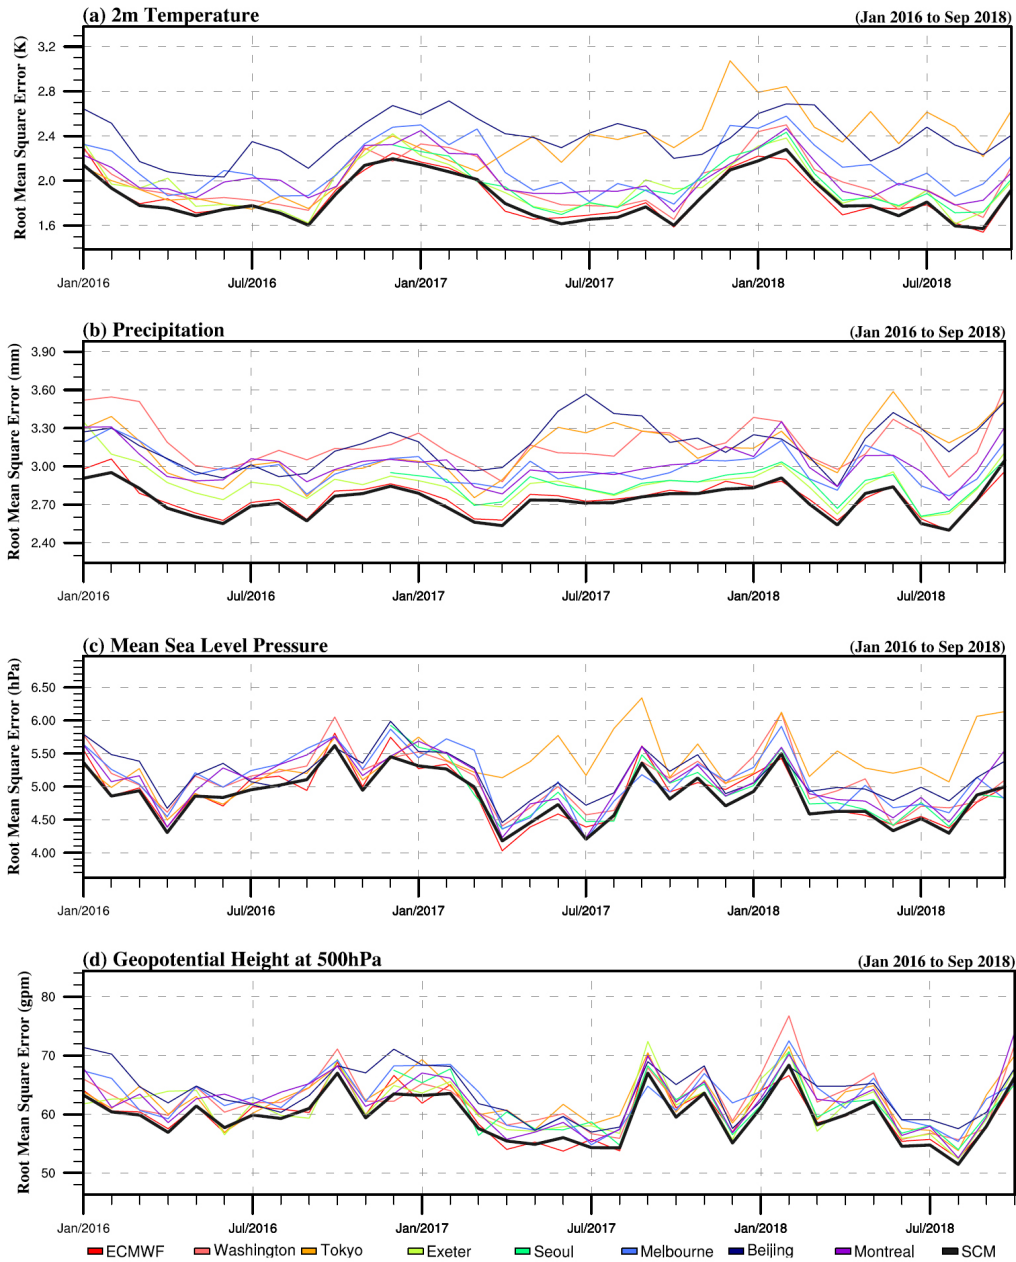 (a) 2m Temperature (Jan 2016 to Sep 2018)
Root Mean Square Error (K)
3.2
2.8
2.4
2.0
1.6
Jan/2016 Jul/2016 Jan/2017 Jul/2017 Jan/2018 Jul/2018
(b) Precipitation (Jan 2016 to Sep 2018)
Root Mean Square Error (mm)
3.90
3.60
3.30
3.00
2.70
2.40
Jan/2016 Jul/2016 Jan/2017 Jul/2017 Jan/2018 Jul/2018
(c) Mean Sea Level Pressure (Jan 2016 to Sep 2018)
Root Mean Square Error (hPa)
6.50
6.00
5.50
5.00
4.50
4.00
Jan/2016 Jul/2016 Jan/2017 Jul/2017 Jan/2018 Jul/2018
(d) Geopotential Height at 500hPa (Jan 2016 to Sep 2018)
Root Mean Square Error (gpm)
80
70
60
50
Jan/2016 Jul/2016 Jan/2017 Jul/2017 Jan/2018 Jul/2018
ECMWF Washington Tokyo Exeter Seoul Melbourne Beijing Montreal SCM